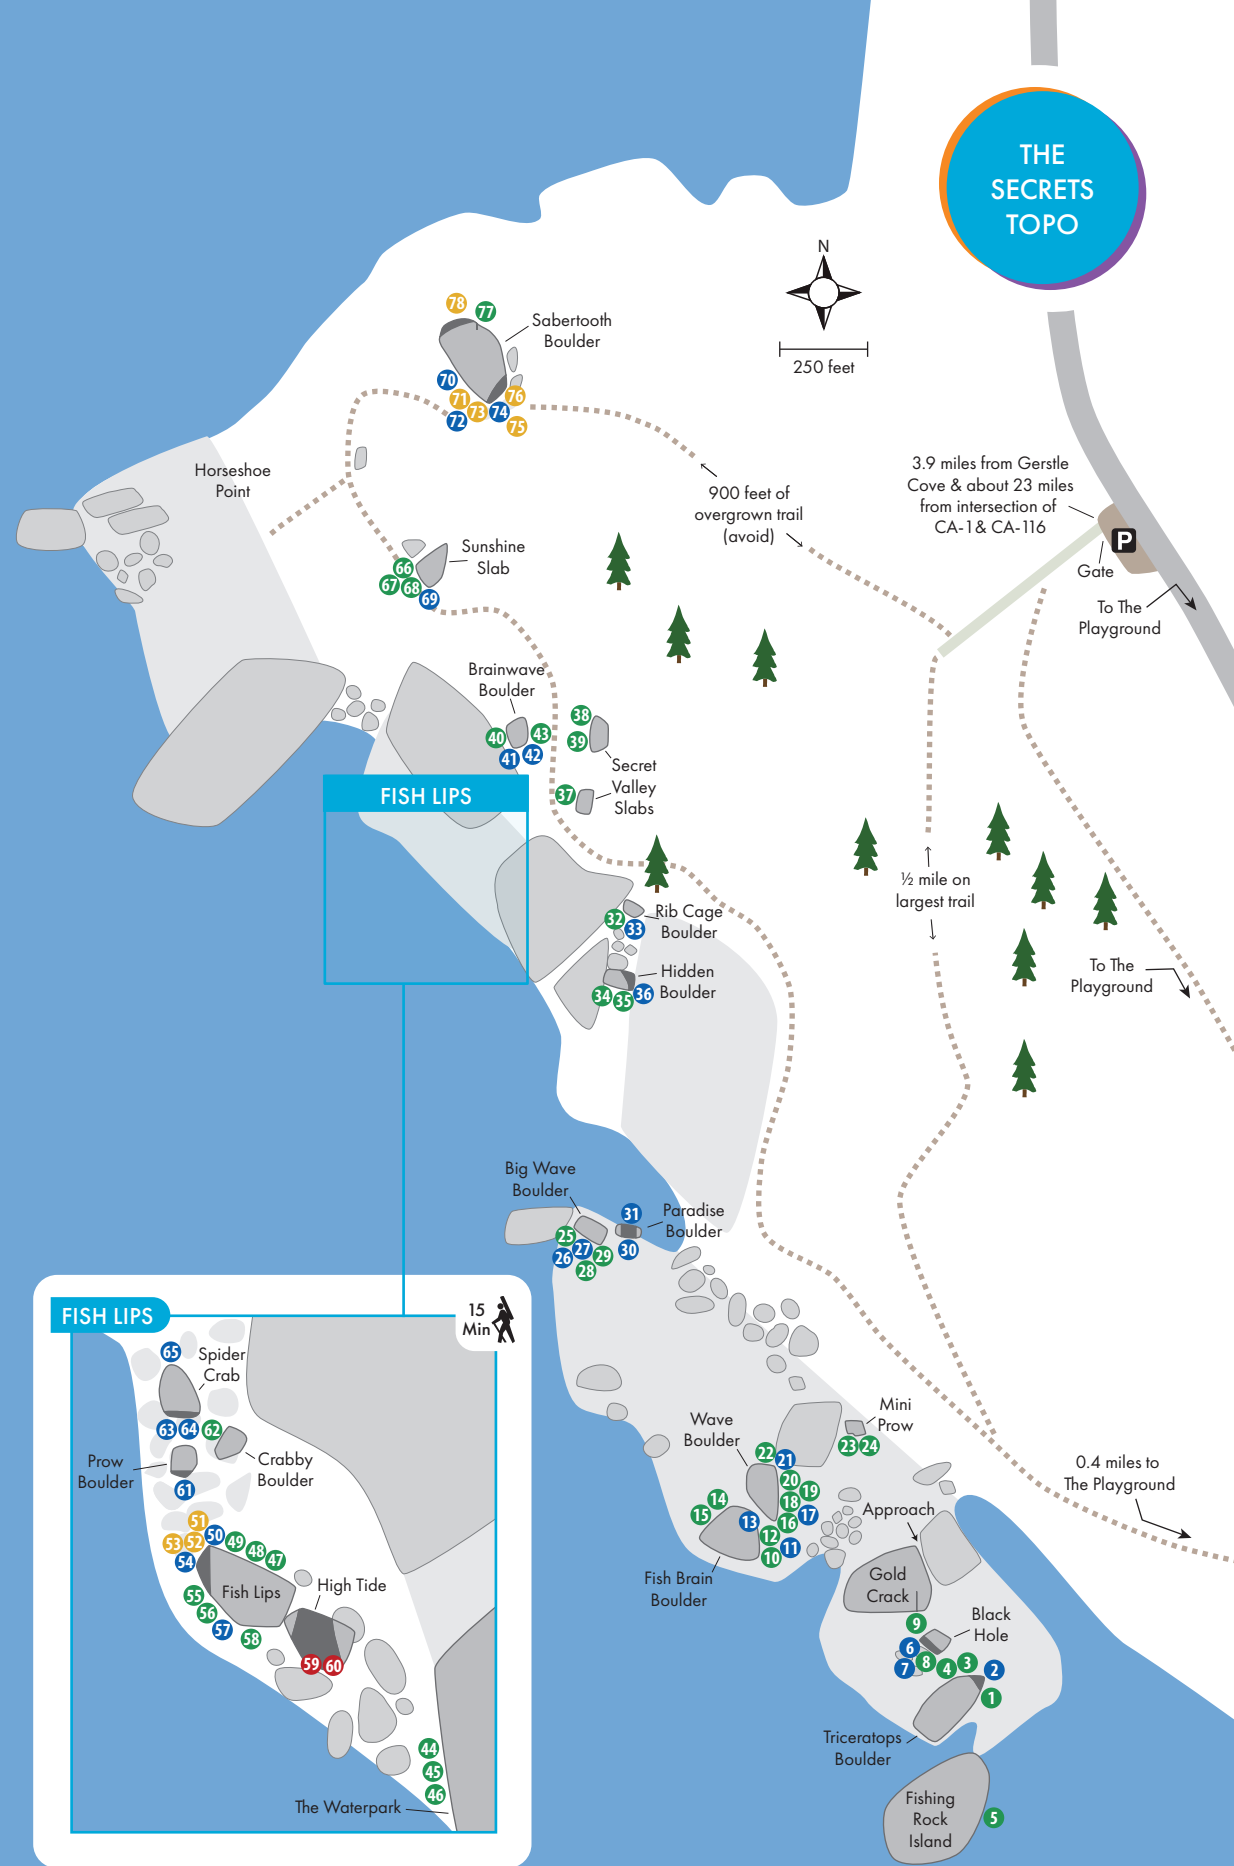 THE
SECRETS
TOPO
N
250 feet
78
77
Sabertooth
Boulder
70
71
72
73
74
76
75
Horseshoe
Point
900 feet of
overgrown trail
(avoid)
3.9 miles from Gerstle
Cove & about 23 miles
from intersection of
CA-1 & CA-116
P
Gate
To The
Playground
Sunshine
Slab
66
67
68
69
Brainwave
Boulder
40
43
41
42
38
39
Secret
Valley
Slabs
37
FISH LIPS
½ mile on
largest trail
32
33
Rib Cage
Boulder
Hidden
Boulder
34
35
36
To The
Playground
Big Wave
Boulder
31
Paradise
Boulder
25
26
27
29
28
30
Mini
Prow
23
24
Wave
Boulder
22
21
20
19
18
17
16
14
15
13
12
11
10
Fish Brain
Boulder
0.4 miles to
The Playground
Approach
Gold
Crack
9
Black
Hole
6
7
8
4
3
2
1
Triceratops
Boulder
Fishing
Rock
Island
5
FISH LIPS
15
Min
65
Spider
Crab
63
64
62
Prow
Boulder
Crabby
Boulder
61
51
53
52
50
49
48
47
54
Fish Lips
High Tide
55
56
57
58
59
60
44
45
46
The Waterpark